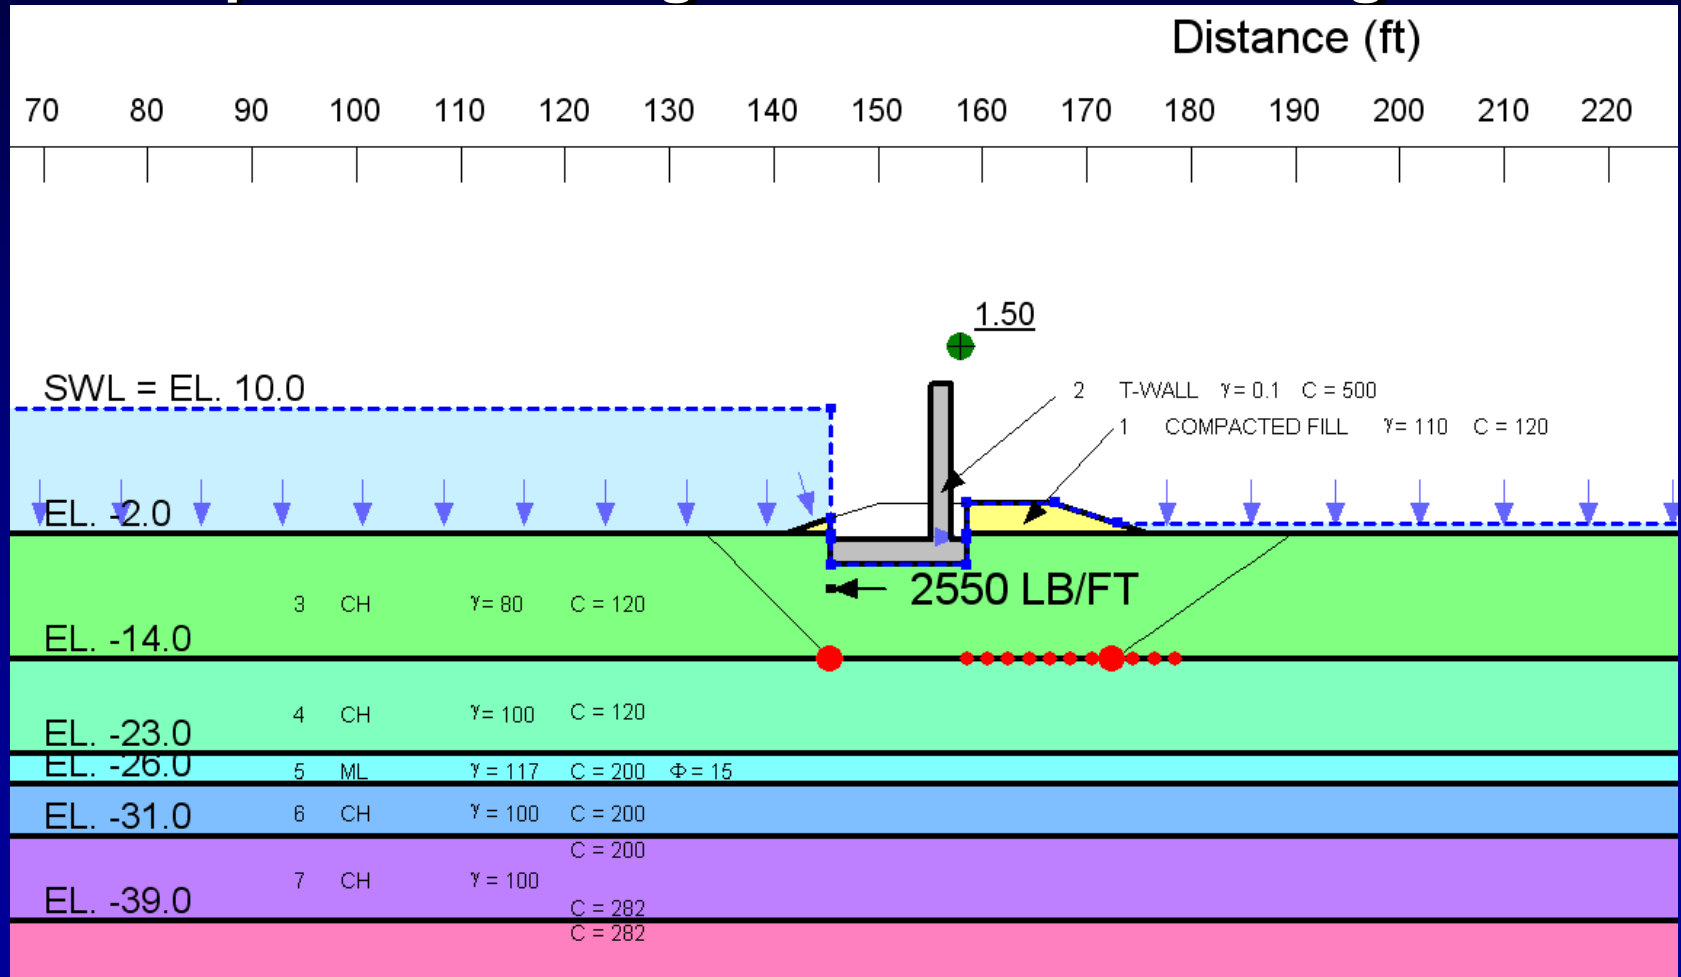 Distance (ft)
70 80 90 100 110 120 130 140 150 160 170 180 190 200 210 220
1.50
SWL = EL. 10.0
2 T-WALL γ = 0.1 C = 500
1 COMPACTED FILL γ = 110 C = 120
EL. -2.0
2550 LB/FT
3 CH γ = 80 C = 120
EL. -14.0
4 CH γ = 100 C = 120
EL. -23.0
EL. -26.0
5 ML γ = 117 C = 200 Φ = 15
6 CH γ = 100 C = 200
EL. -31.0
C = 200
7 CH γ = 100
EL. -39.0
C = 282
C = 282